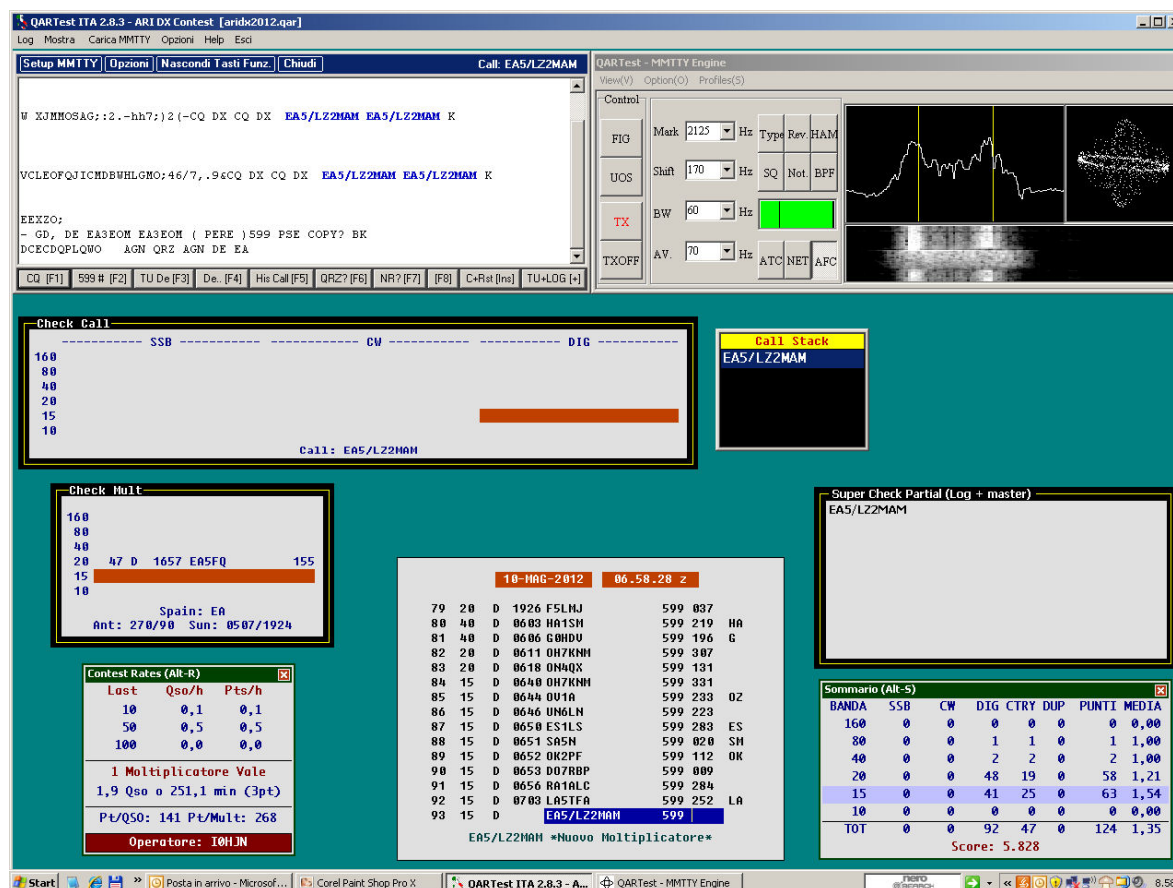 QARTest ITA 2.8.3 - ARI DX Contest [aridx2012.qar]
Log Mostra Carica MMTTY Opzioni Help Esci
Setup MMTTY Opzioni Nascondi Tasti Funz. Chiudi Call: EA5/LZ2MAM
W XJMMOSAG;:2.-hh7;)2(-CQ DX CQ DX EA5/LZ2MAM EA5/LZ2MAM K
VCLEOFQJICMDBWHLGMO;46/7,.9&CQ DX CQ DX EA5/LZ2MAM EA5/LZ2MAM K
EEXZO;
- GD, DE EA3EOM EA3EOM ( PERE )599 PSE COPY? BK
DCECDQPLQWO AGN QRZ AGN DE EA
CQ [F1] 599 # [F2] TU De [F3] De.. [F4] His Call [F5] QRZ? [F6] NR? [F7] [F8] C+Rst [Ins] TU+LOG [+]
QARTest - MMTTY Engine
View(V) Option(O) Profiles(S)
Control
FIG Mark 2125 Hz Type Rev. HAM
UOS Shift 170 Hz SQ Not. BPF
TX BW 60 Hz
TXOFF AV. 70 Hz ATC NET AFC
Check Call
---------- SSB ---------- ---------- CW ---------- ---------- DIG ----------
160
80
40
20
15
10
Call: EA5/LZ2MAM
Call Stack
EA5/LZ2MAM
Check Mult
160
80
40
20 47 D 1657 EA5FQ 155
15
10
Spain: EA
Ant: 270/90 Sun: 0507/1924
Super Check Partial (Log + master)
EA5/LZ2MAM
10-MAG-2012 06.58.28 z
79 20 D 1926 F5LMJ 599 037
80 40 D 0603 HA1SM 599 219 HA
81 40 D 0606 G0HDV 599 196 G
82 20 D 0611 OH7KNM 599 307
83 20 D 0618 ON4QX 599 131
84 15 D 0640 OH7KNM 599 331
85 15 D 0644 OV1A 599 233 OZ
86 15 D 0646 UN6LN 599 223
87 15 D 0650 ES1LS 599 283 ES
88 15 D 0651 SA5N 599 020 SM
89 15 D 0652 OK2PF 599 112 OK
90 15 D 0653 DO7RBP 599 009
91 15 D 0656 RA1ALC 599 284
92 15 D 0703 LA5TFA 599 252 LA
93 15 D EA5/LZ2MAM 599
EA5/LZ2MAM *Nuovo Moltiplicatore*
Contest Rates (Alt-R)
Last Qso/h Pts/h
10 0,1 0,1
50 0,5 0,5
100 0,0 0,0
1 Moltiplicatore Vale
1,9 Qso o 251,1 min (3pt)
Pt/QSO: 141 Pt/Mult: 268
Operatore: I0HJN
Sommario (Alt-S)
BANDA SSB CW DIG CTRY DUP PUNTI MEDIA
160 0 0 0 0 0 0 0,00
80 0 0 1 1 0 1 1,00
40 0 0 2 2 0 2 1,00
20 0 0 48 19 0 58 1,21
15 0 0 41 25 0 63 1,54
10 0 0 0 0 0 0 0,00
TOT 0 0 92 47 0 124 1,35
Score: 5.828
Start » Posta in arrivo - Microsof... Corel Paint Shop Pro X QARTest ITA 2.8.3 - A... QARTest - MMTTY Engine nero SEARCH «